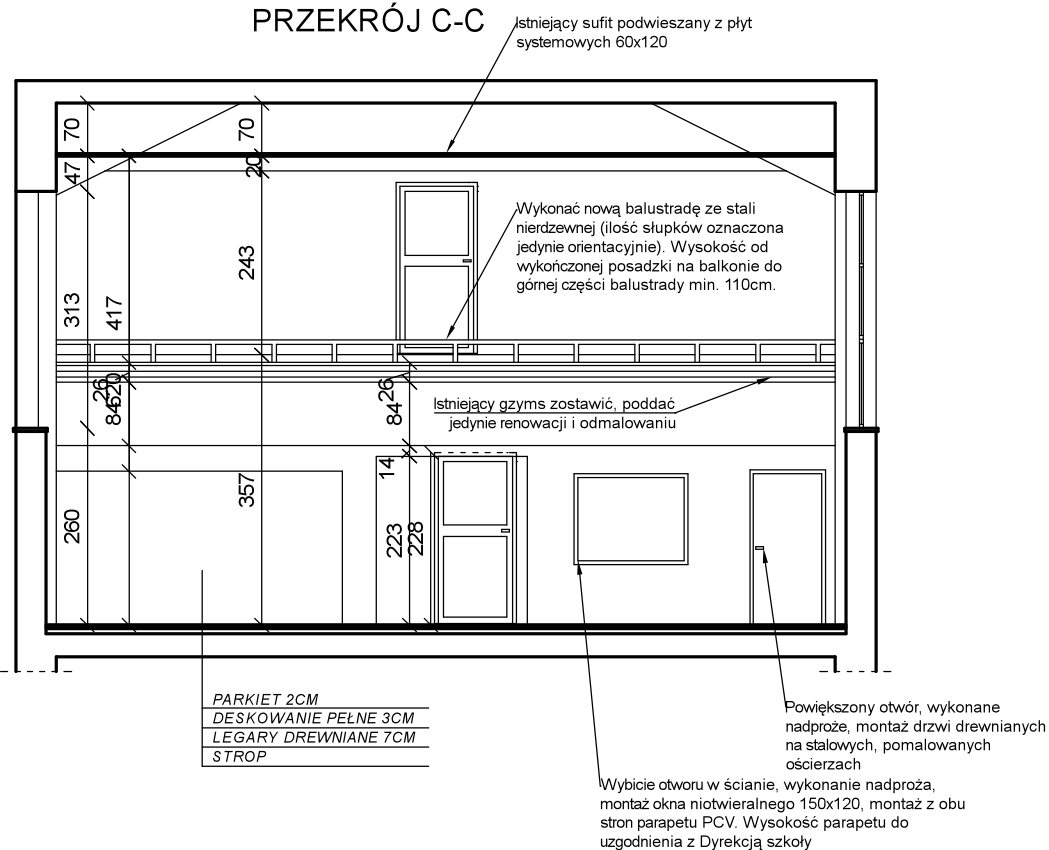 PRZEKRÓJ C-C
Istniejący sufit podwieszany z płyt
systemowych 60x120
70
70
47
20
Wykonać nową balustradę ze stali
nierdzewnej (ilość słupków oznaczona
jedynie orientacyjnie). Wysokość od
wykończonej posadzki na balkonie do
górnej części balustrady min. 110cm.
243
313
417
26
620
84
26
84
Istniejący gzyms zostawić, poddać
jedynie renowacji i odmalowaniu
14
357
260
223
228
PARKIET 2CM
DESKOWANIE PEŁNE 3CM
LEGARY DREWNIANE 7CM
STROP
Powiększony otwór, wykonane
nadproże, montaż drzwi drewnianych
na stalowych, pomalowanych
ościerzach
Wybicie otworu w ścianie, wykonanie nadproża,
montaż okna niotwieralnego 150x120, montaż z obu
stron parapetu PCV. Wysokość parapetu do
uzgodnienia z Dyrekcją szkoły